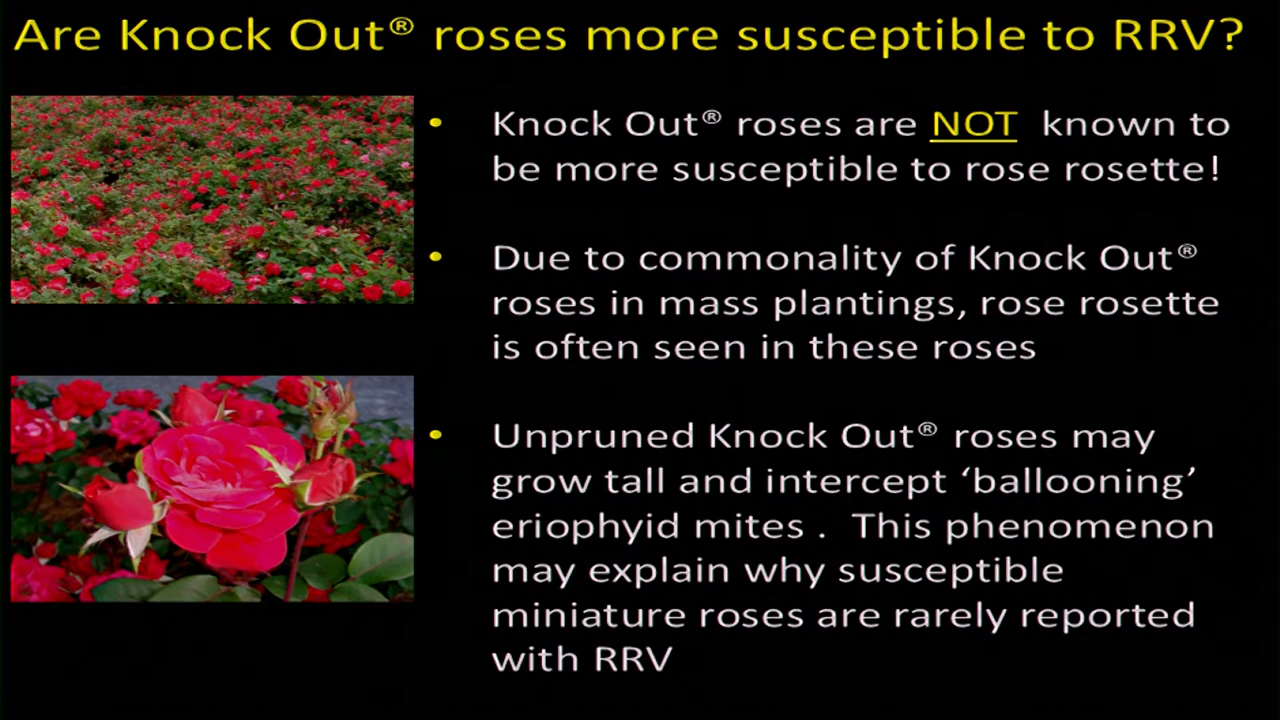 Are Knock Out® roses more susceptible to RRV?
• Knock Out® roses are NOT known to
be more susceptible to rose rosette!
• Due to commonality of Knock Out®
roses in mass plantings, rose rosette
is often seen in these roses
• Unpruned Knock Out® roses may
grow tall and intercept ‘ballooning’
eriophyid mites . This phenomenon
may explain why susceptible
miniature roses are rarely reported
with RRV